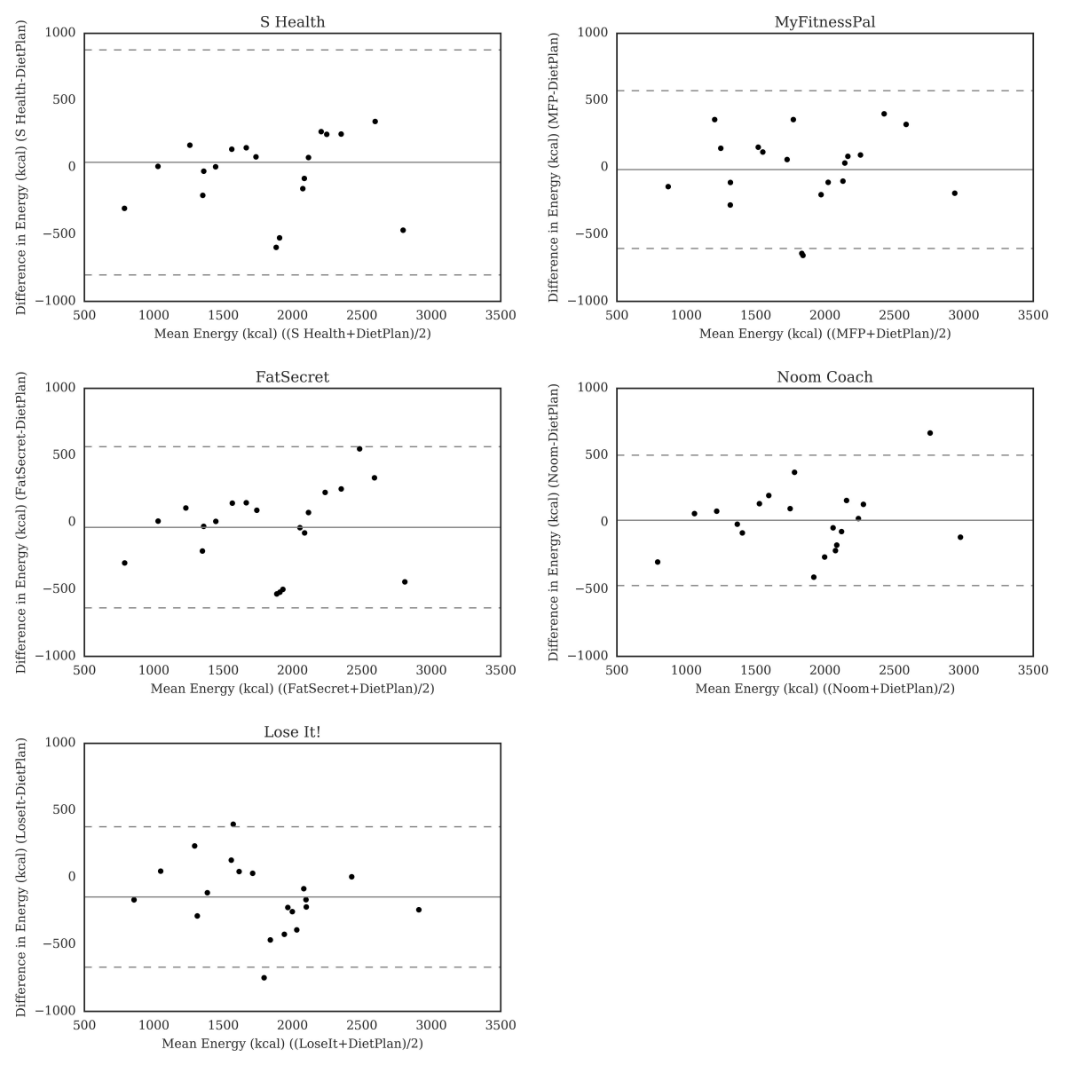 S Health
1000
500
0
−500
−1000
Difference in Energy (kcal) (S Health-DietPlan)
500 1000 1500 2000 2500 3000 3500
Mean Energy (kcal) ((S Health+DietPlan)/2)
MyFitnessPal
1000
500
0
−500
−1000
Difference in Energy (kcal) (MFP-DietPlan)
500 1000 1500 2000 2500 3000 3500
Mean Energy (kcal) ((MFP+DietPlan)/2)
FatSecret
1000
500
0
−500
−1000
Difference in Energy (kcal) (FatSecret-DietPlan)
500 1000 1500 2000 2500 3000 3500
Mean Energy (kcal) ((FatSecret+DietPlan)/2)
Noom Coach
1000
500
0
−500
−1000
Difference in Energy (kcal) (Noom-DietPlan)
500 1000 1500 2000 2500 3000 3500
Mean Energy (kcal) ((Noom+DietPlan)/2)
Lose It!
1000
500
0
−500
−1000
Difference in Energy (kcal) (LoseIt-DietPlan)
500 1000 1500 2000 2500 3000 3500
Mean Energy (kcal) ((LoseIt+DietPlan)/2)